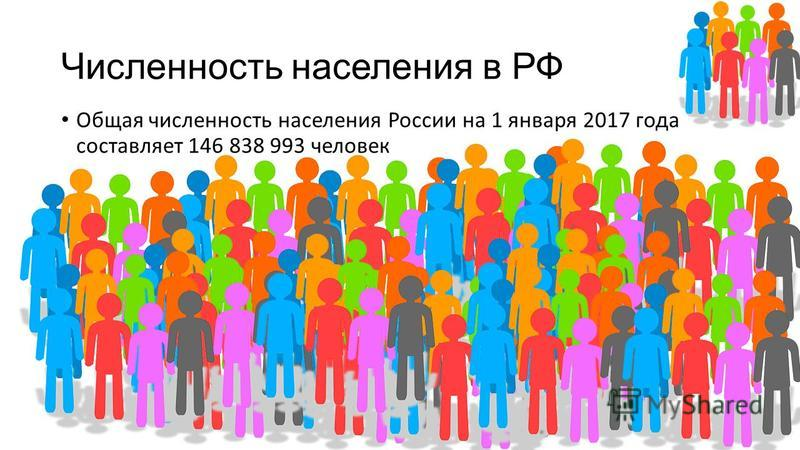 Численность населения в РФ
• Общая численность населения России на 1 января 2017 года
составляет 146 838 993 человек
MyShared